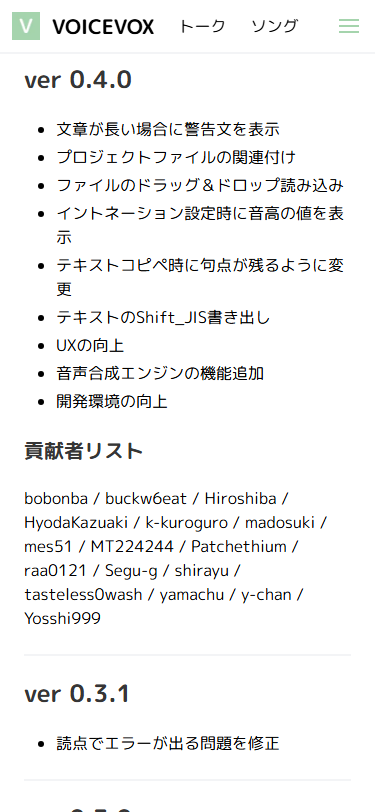 V VOICEVOX トーク ソング
ver 0.4.0
文章が長い場合に警告文を表示
プロジェクトファイルの関連付け
ファイルのドラッグ＆ドロップ読み込み
イントネーション設定時に音高の値を表
示
テキストコピペ時に句点が残るように変
更
テキストのShift_JIS書き出し
UXの向上
音声合成エンジンの機能追加
開発環境の向上
貢献者リスト
bobonba / buckw6eat / Hiroshiba /
HyodaKazuaki / k-kuroguro / madosuki /
mes51 / MT224244 / Patchethium /
raa0121 / Segu-g / shirayu /
tasteless0wash / yamachu / y-chan /
Yosshi999
ver 0.3.1
読点でエラーが出る問題を修正